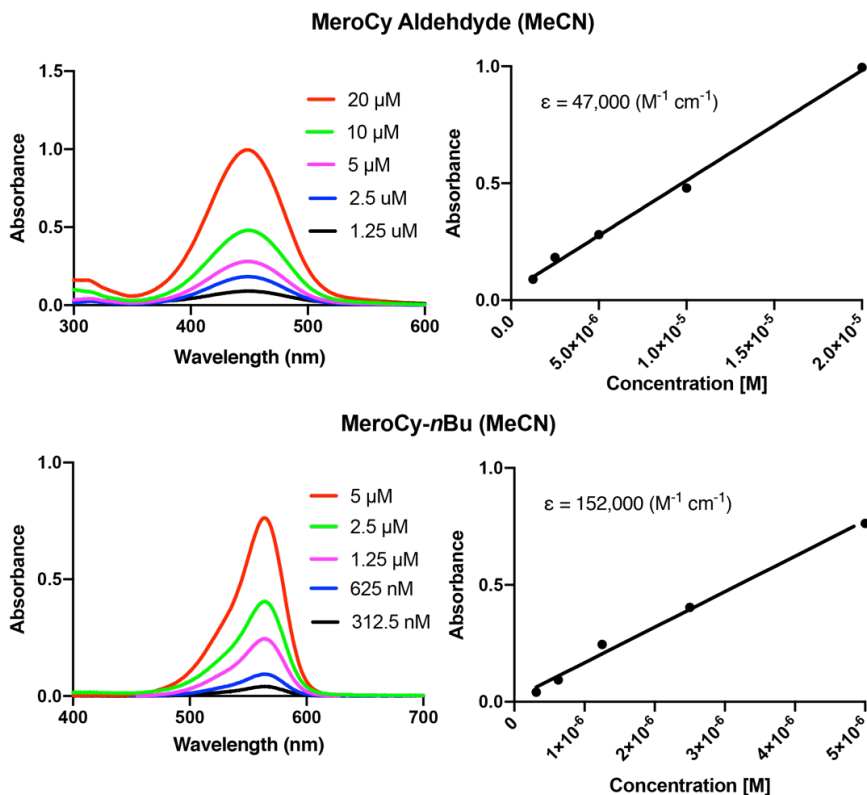 MeroCy Aldehdyde (MeCN)
1.5
1.0
0.5
0.0
300
400
500
600
Absorbance
Wavelength (nm)
20 µM
10 µM
5 µM
2.5 uM
1.25 uM
1.0
0.5
0.0
0.0
5.0×10⁻⁶
1.0×10⁻⁵
1.5×10⁻⁵
2.0×10⁻⁵
Absorbance
Concentration [M]
ε = 47,000 (M⁻¹ cm⁻¹)
MeroCy-nBu (MeCN)
1.0
0.5
0.0
400
500
600
700
Absorbance
Wavelength (nm)
5 µM
2.5 µM
1.25 µM
625 nM
312.5 nM
1.0
0.5
0.0
0
1×10⁻⁶
2×10⁻⁶
3×10⁻⁶
4×10⁻⁶
5×10⁻⁶
Absorbance
Concentration [M]
ε = 152,000 (M⁻¹ cm⁻¹)